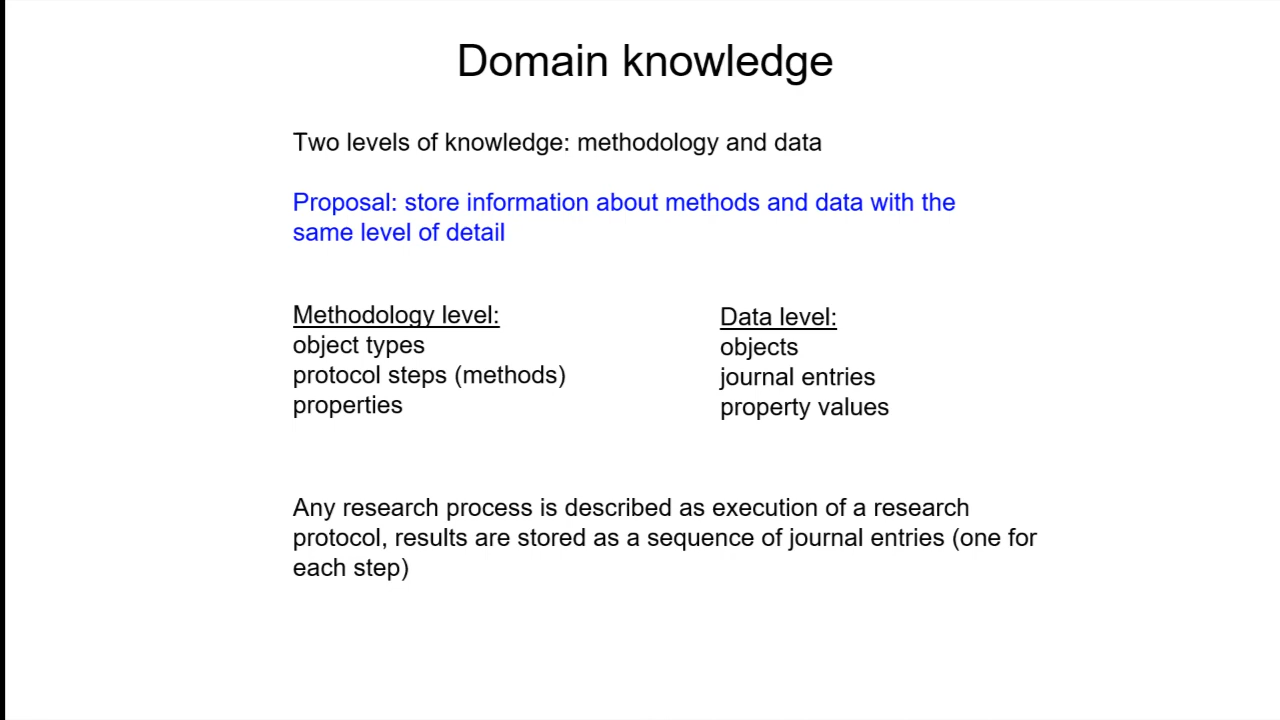 Domain knowledge
Two levels of knowledge: methodology and data
Proposal: store information about methods and data with the
same level of detail
Methodology level:
object types
protocol steps (methods)
properties
Data level:
objects
journal entries
property values
Any research process is described as execution of a research
protocol, results are stored as a sequence of journal entries (one for
each step)